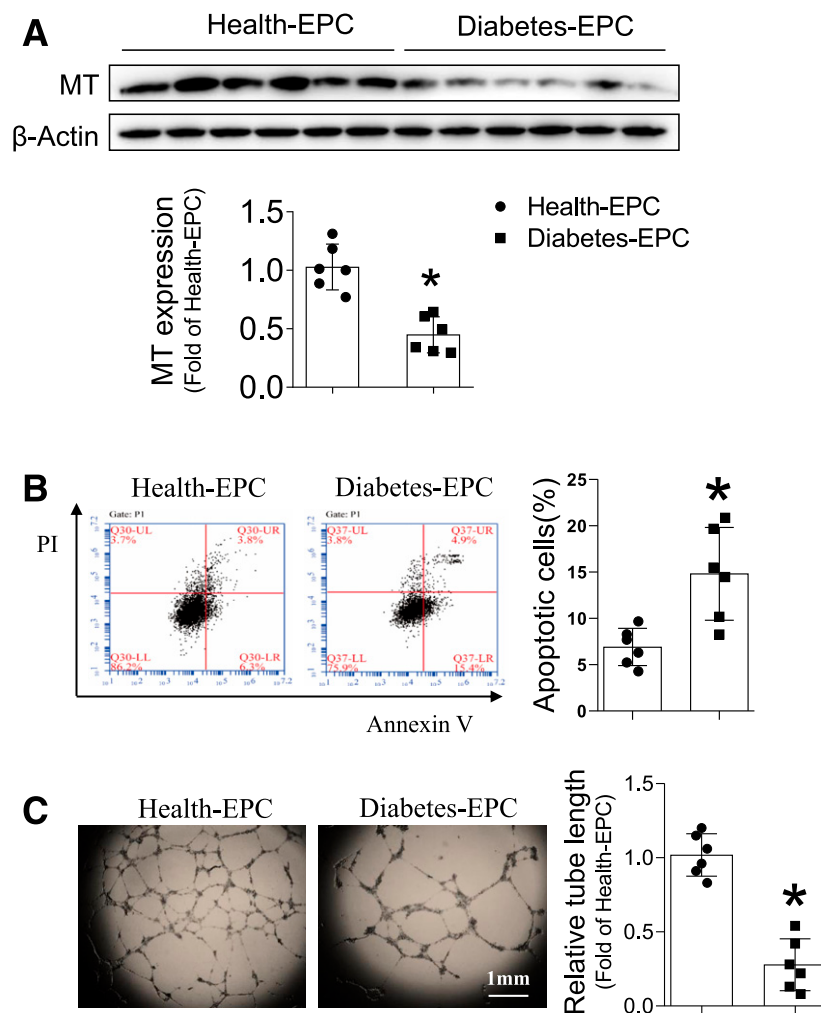 A
Health-EPC Diabetes-EPC
MT
β-Actin
MT expression
(Fold of Health-EPC)
1.5
1.0
0.5
0.0
Health-EPC
Diabetes-EPC
*
B
Health-EPC Diabetes-EPC
PI
Gate: P1
Q30-UL Q30-UR
3.7% 3.8%
Q30-LL Q30-LR
86.2% 6.3%
Gate: P1
Q37-UL Q37-UR
3.8% 4.9%
Q37-LL Q37-LR
75.9% 15.4%
Annexin V
Apoptotic cells(%)
25
20
15
10
5
0
*
C
Health-EPC Diabetes-EPC
1mm
Relative tube length
(Fold of Health-EPC)
1.5
1.0
0.5
0.0
*